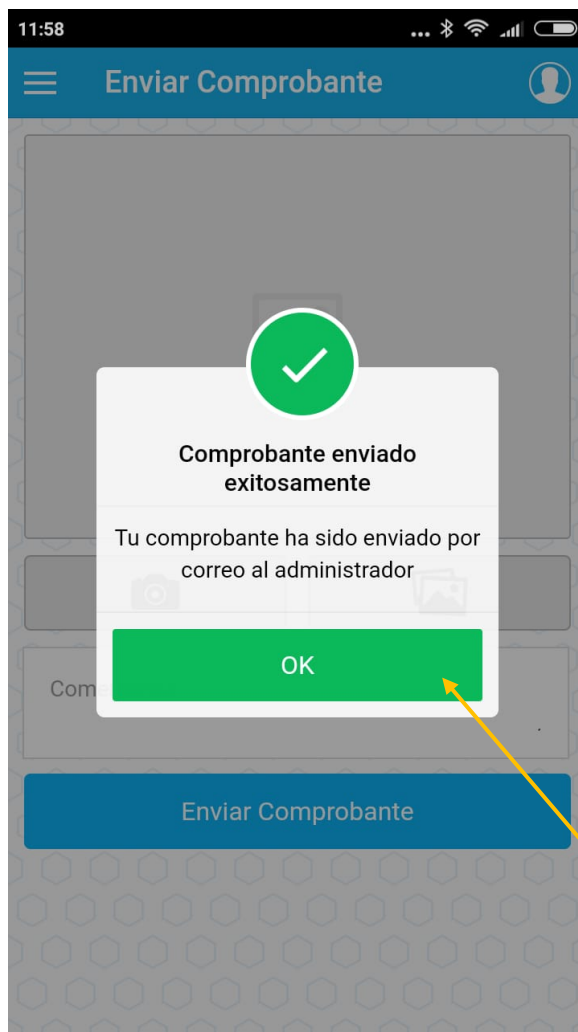 11:58
Enviar Comprobante
Comprobante enviado
exitosamente
Tu comprobante ha sido enviado por
correo al administrador
OK
Com
Enviar Comprobante